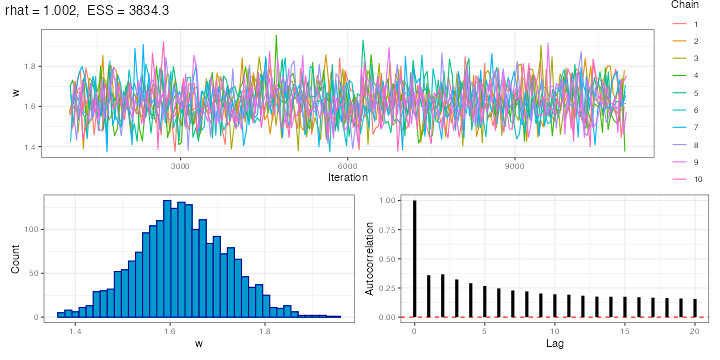 rhat = 1.002, ESS = 3834.3
Chain
1
2
3
4
5
6
7
8
9
10
w
1.8
1.6
1.4
3000 6000 9000
Iteration
Count
100
50
0
1.4 1.6 1.8
w
Autocorrelation
1.00
0.75
0.50
0.25
0.00
0 5 10 15 20
Lag